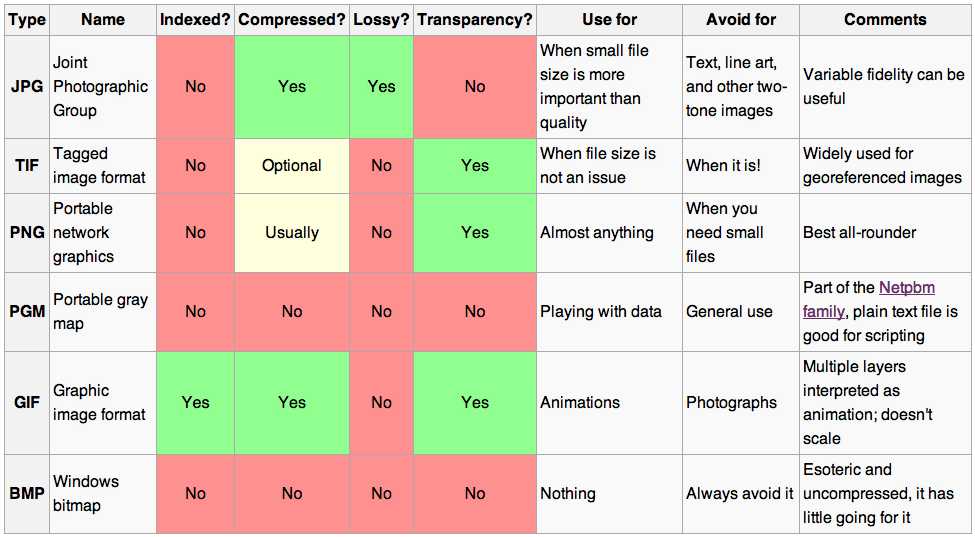 Type Name Indexed? Compressed? Lossy? Transparency? Use for Avoid for Comments
JPG
Joint
Photographic
Group
No
Yes
Yes
No
When small file
size is more
important than
quality
Text, line art,
and other two-
tone images
Variable fidelity can be
useful
TIF
Tagged
image format
No
Optional
No
Yes
When file size is
not an issue
When it is!
Widely used for
georeferenced images
PNG
Portable
network
graphics
No
Usually
No
Yes
Almost anything
When you
need small
files
Best all-rounder
PGM
Portable gray
map
No
No
No
No
Playing with data
General use
Part of the Netpbm
family, plain text file is
good for scripting
GIF
Graphic
image format
Yes
Yes
No
Yes
Animations
Photographs
Multiple layers
interpreted as
animation; doesn't
scale
BMP
Windows
bitmap
No
No
No
No
Nothing
Always avoid it
Esoteric and
uncompressed, it has
little going for it